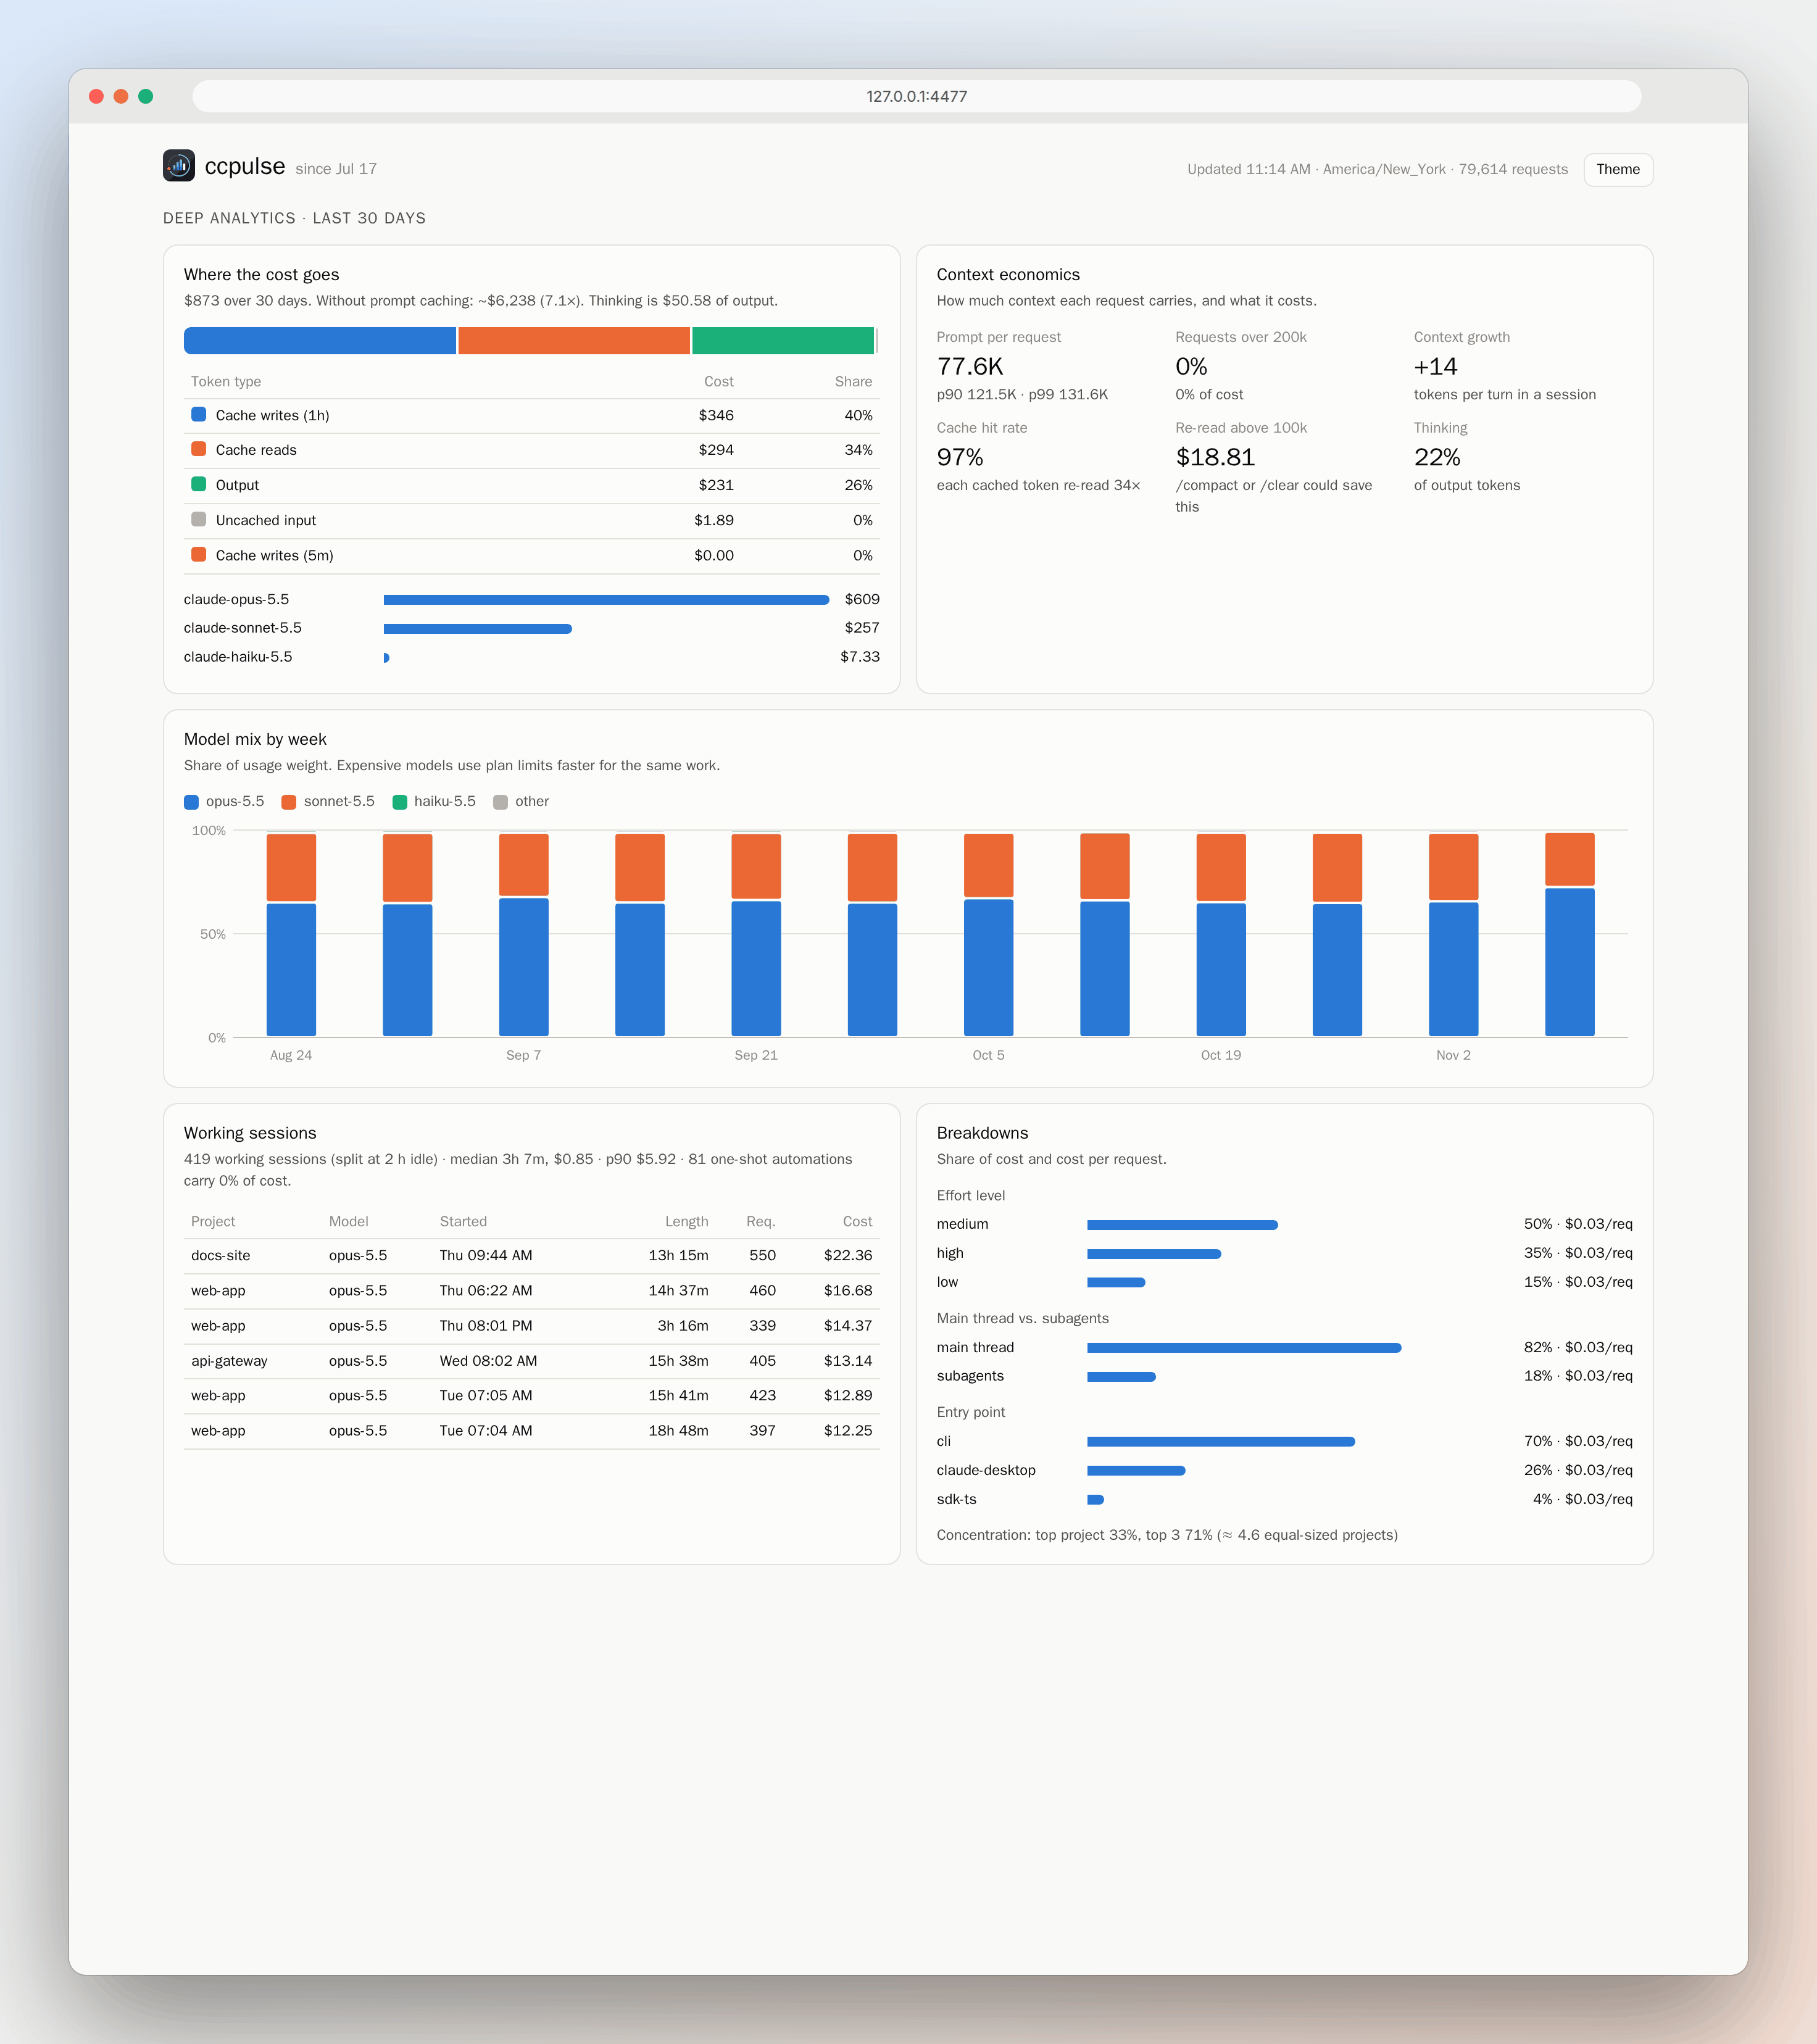 127.0.0.1:4477
ccpulse since Jul 17
Updated 11:14 AM · America/New_York · 79,614 requests
Theme
DEEP ANALYTICS · LAST 30 DAYS
Where the cost goes
$873 over 30 days. Without prompt caching: ~$6,238 (7.1×). Thinking is $50.58 of output.
Token type Cost Share
Cache writes (1h) $346 40%
Cache reads $294 34%
Output $231 26%
Uncached input $1.89 0%
Cache writes (5m) $0.00 0%
claude-opus-5.5 $609
claude-sonnet-5.5 $257
claude-haiku-5.5 $7.33
Context economics
How much context each request carries, and what it costs.
Prompt per request
77.6K
p90 121.5K · p99 131.6K
Requests over 200k
0%
0% of cost
Context growth
+14
tokens per turn in a session
Cache hit rate
97%
each cached token re-read 34×
Re-read above 100k
$18.81
/compact or /clear could save
this
Thinking
22%
of output tokens
Model mix by week
Share of usage weight. Expensive models use plan limits faster for the same work.
opus-5.5 sonnet-5.5 haiku-5.5 other
100%
50%
0%
Aug 24 Sep 7 Sep 21 Oct 5 Oct 19 Nov 2
Working sessions
419 working sessions (split at 2 h idle) · median 3h 7m, $0.85 · p90 $5.92 · 81 one-shot automations
carry 0% of cost.
Project Model Started Length Req. Cost
docs-site opus-5.5 Thu 09:44 AM 13h 15m 550 $22.36
web-app opus-5.5 Thu 06:22 AM 14h 37m 460 $16.68
web-app opus-5.5 Thu 08:01 PM 3h 16m 339 $14.37
api-gateway opus-5.5 Wed 08:02 AM 15h 38m 405 $13.14
web-app opus-5.5 Tue 07:05 AM 15h 41m 423 $12.89
web-app opus-5.5 Tue 07:04 AM 18h 48m 397 $12.25
Breakdowns
Share of cost and cost per request.
Effort level
medium 50% · $0.03/req
high 35% · $0.03/req
low 15% · $0.03/req
Main thread vs. subagents
main thread 82% · $0.03/req
subagents 18% · $0.03/req
Entry point
cli 70% · $0.03/req
claude-desktop 26% · $0.03/req
sdk-ts 4% · $0.03/req
Concentration: top project 33%, top 3 71% (≈ 4.6 equal-sized projects)